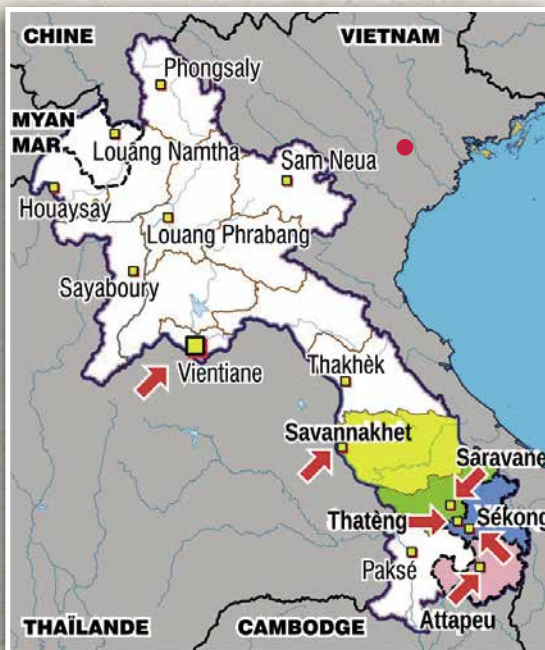 CHINE
VIETNAM
Phongsaly
MYAN
MAR
Louang Namtha
Sam Neua
Houaysay
Louang Phrabang
Sayaboury
Thakhèk
Vientiane
Savannakhet
Saravane
Thatèng
Sékong
Paksé
Attapeu
THAÏLANDE
CAMBODGE